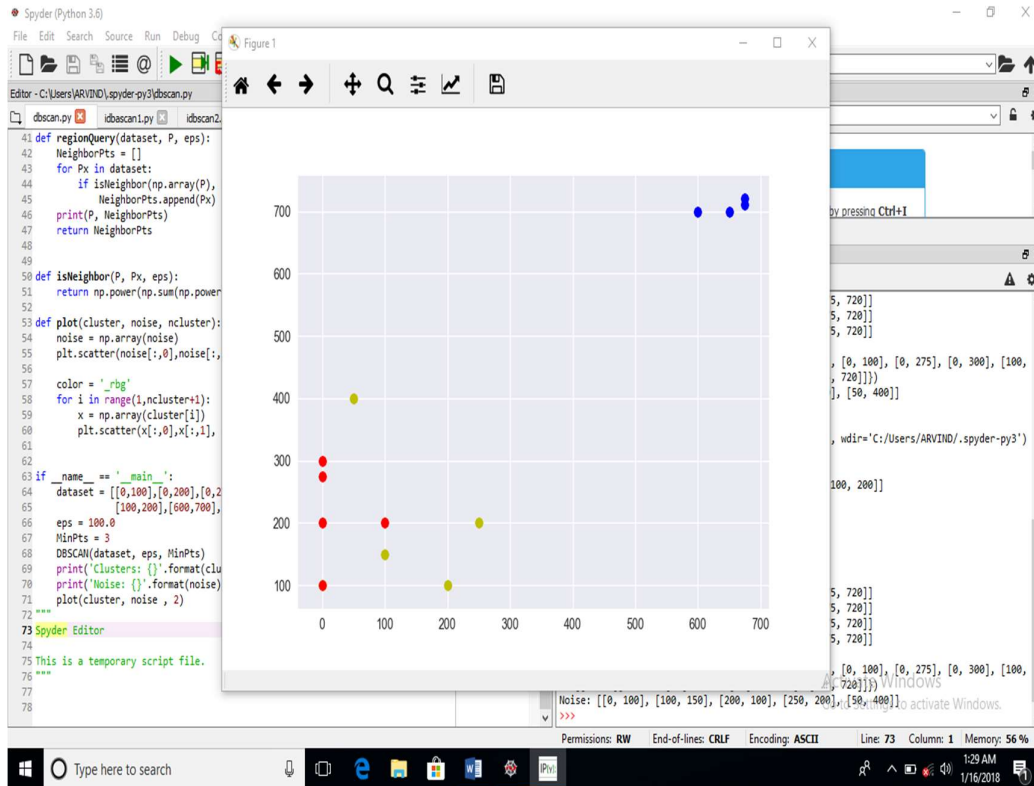 Spyder (Python 3.6)
File Edit Search Source Run Debug
Editor - C:\Users\ARVIND\.spyder-py3\dbscan.py
dbscan.py idbascan1.py idbscan2.
41 def regionQuery(dataset, P, eps):
42 NeighborPts = []
43 for Px in dataset:
44 if isNeighbor(np.array(P),
45 NeighborPts.append(Px)
46 print(P, NeighborPts)
47 return NeighborPts
48
49
50 def isNeighbor(P, Px, eps):
51 return np.power(np.sum(np.power
52
53 def plot(cluster, noise, ncluster):
54 noise = np.array(noise)
55 plt.scatter(noise[:,0],noise[:,
56
57 color = '_rbg'
58 for i in range(1,ncluster+1):
59 x = np.array(cluster[i])
60 plt.scatter(x[:,0],x[:,1],
61
62
63 if __name__ == '__main__':
64 dataset = [[0,100],[0,200],[0,2
65 [100,200],[600,700],
66 eps = 100.0
67 MinPts = 3
68 DBSCAN(dataset, eps, MinPts)
69 print('Clusters: {}'.format(clu
70 print('Noise: {}'.format(noise)
71 plot(cluster, noise , 2)
72 """
73 Spyder Editor
74
75 This is a temporary script file.
76 """
77
78
Figure 1
700
600
500
400
300
200
100
0 100 200 300 400 500 600 700
by pressing Ctrl+I
5, 720]]
5, 720]]
5, 720]]
, [0, 100], [0, 275], [0, 300], [100,
, 720]]})
], [50, 400]]
, wdir='C:/Users/ARVIND/.spyder-py3')
100, 200]]
5, 720]]
5, 720]]
5, 720]]
5, 720]]
, [0, 100], [0, 275], [0, 300], [100,
, 720]]})
Activate Windows
Noise: [[0, 100], [100, 150], [200, 100], [250, 200], [50, 400]]
Go to Settings to activate Windows.
>>>
Permissions: RW End-of-lines: CRLF Encoding: ASCII Line: 73 Column: 1 Memory: 56 %
Type here to search
IP[y]:
1:29 AM
1/16/2018